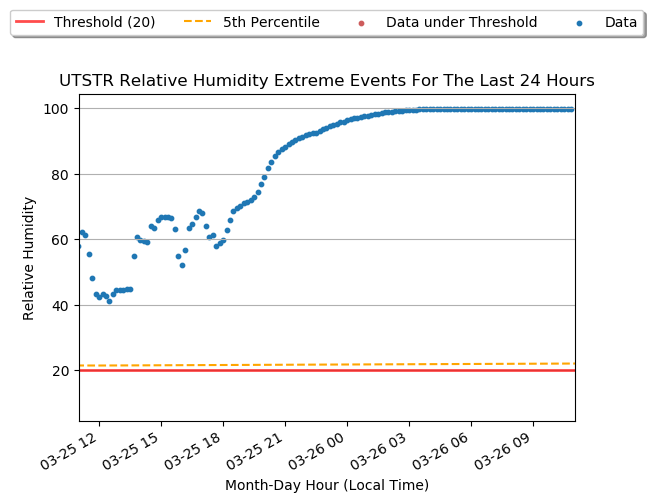 Threshold (20) 5th Percentile Data under Threshold Data
UTSTR Relative Humidity Extreme Events For The Last 24 Hours
100
80
60
40
20
Relative Humidity
03-25 12 03-25 15 03-25 18 03-25 21 03-26 00 03-26 03 03-26 06 03-26 09
Month-Day Hour (Local Time)